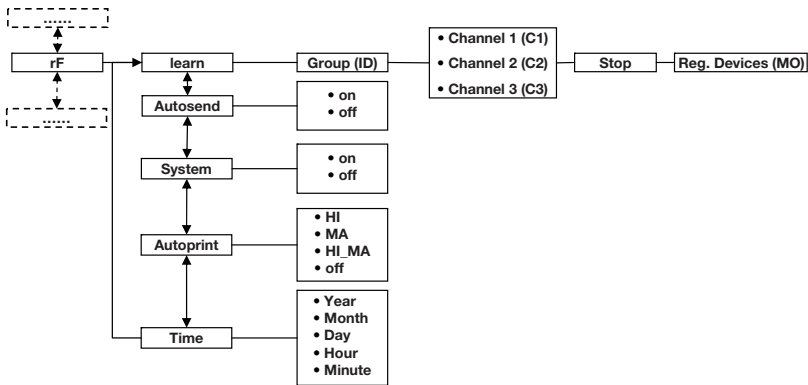 ......
rF
......
learn
Group (ID)
• Channel 1 (C1)
• Channel 2 (C2)
• Channel 3 (C3)
Stop
Reg. Devices (MO)
Autosend
• on
• off
System
• on
• off
Autoprint
• HI
• MA
• HI_MA
• off
Time
• Year
• Month
• Day
• Hour
• Minute